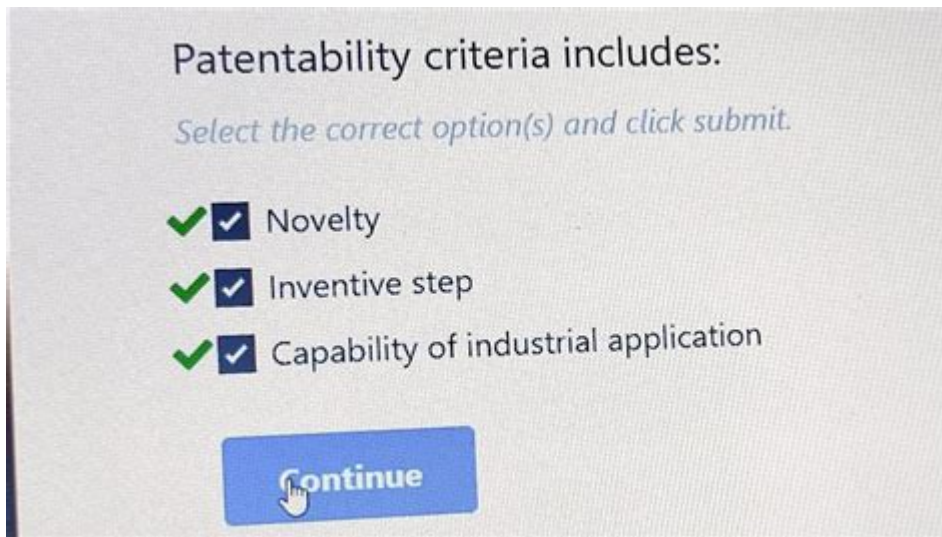 Patentability criteria includes:
Select the correct option(s) and click submit.
Novelty
Inventive step
Capability of industrial application
Continue